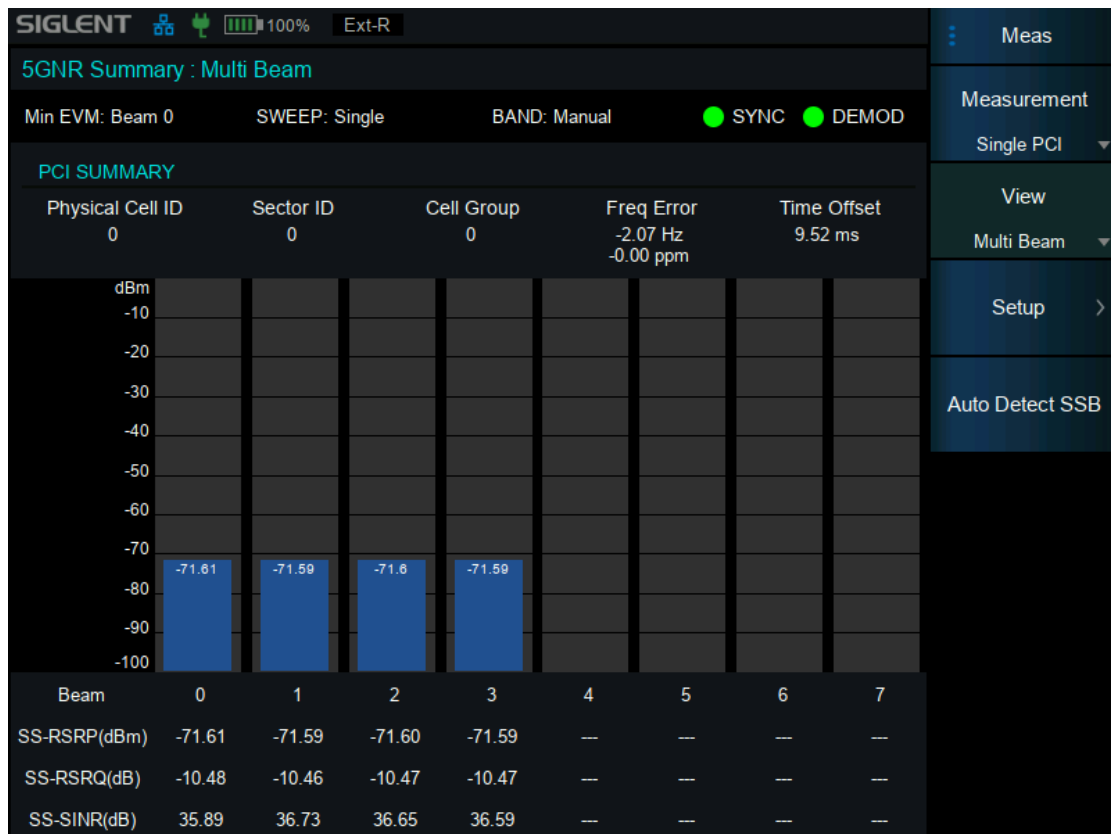 SIGLENT 100% Ext-R
5GNR Summary : Multi Beam
Min EVM: Beam 0 SWEEP: Single BAND: Manual SYNC DEMOD
PCI SUMMARY
Physical Cell ID Sector ID Cell Group Freq Error Time Offset
0 0 0 -2.07 Hz 9.52 ms
-0.00 ppm
dBm
-10
-20
-30
-40
-50
-60
-70
-71.61 -71.59 -71.6 -71.59
-80
-90
-100
Beam 0 1 2 3 4 5 6 7
SS-RSRP(dBm) -71.61 -71.59 -71.60 -71.59 --- --- --- ---
SS-RSRQ(dB) -10.48 -10.46 -10.47 -10.47 --- --- --- ---
SS-SINR(dB) 35.89 36.73 36.65 36.59 --- --- --- ---
Meas
Measurement
Single PCI
View
Multi Beam
Setup
Auto Detect SSB